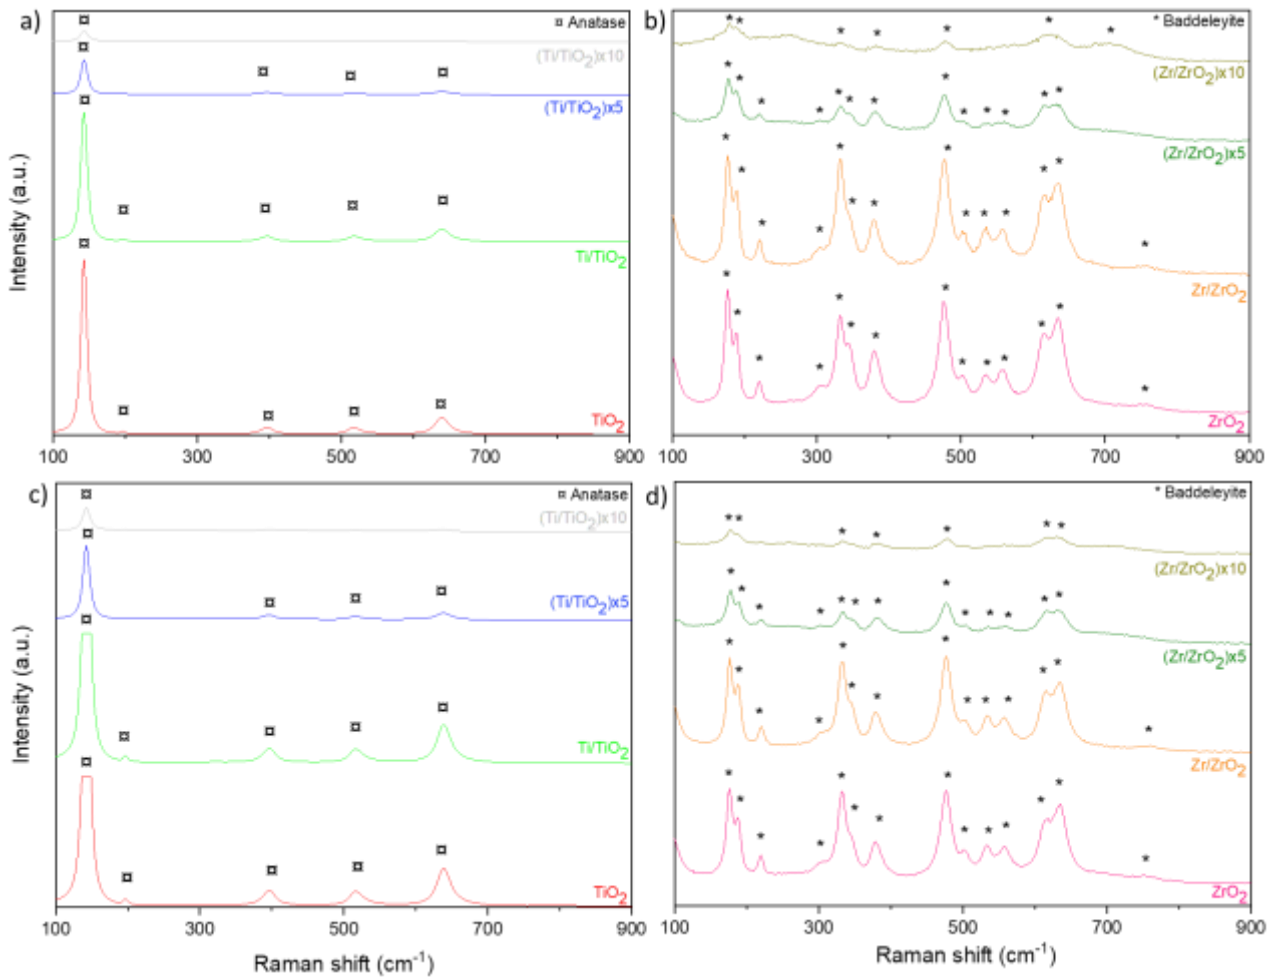 a)
¤ Anatase
(Ti/TiO2)x10
(Ti/TiO2)x5
Ti/TiO2
TiO2
100 300 500 700 900
b)
* Baddeleyite
(Zr/ZrO2)x10
(Zr/ZrO2)x5
Zr/ZrO2
ZrO2
100 300 500 700 900
Intensity (a.u.)
c)
¤ Anatase
(Ti/TiO2)x10
(Ti/TiO2)x5
Ti/TiO2
TiO2
100 300 500 700 900
Intensity (a.u.)
Raman shift (cm-1)
d)
* Baddeleyite
(Zr/ZrO2)x10
(Zr/ZrO2)x5
Zr/ZrO2
ZrO2
100 300 500 700 900
Raman shift (cm-1)